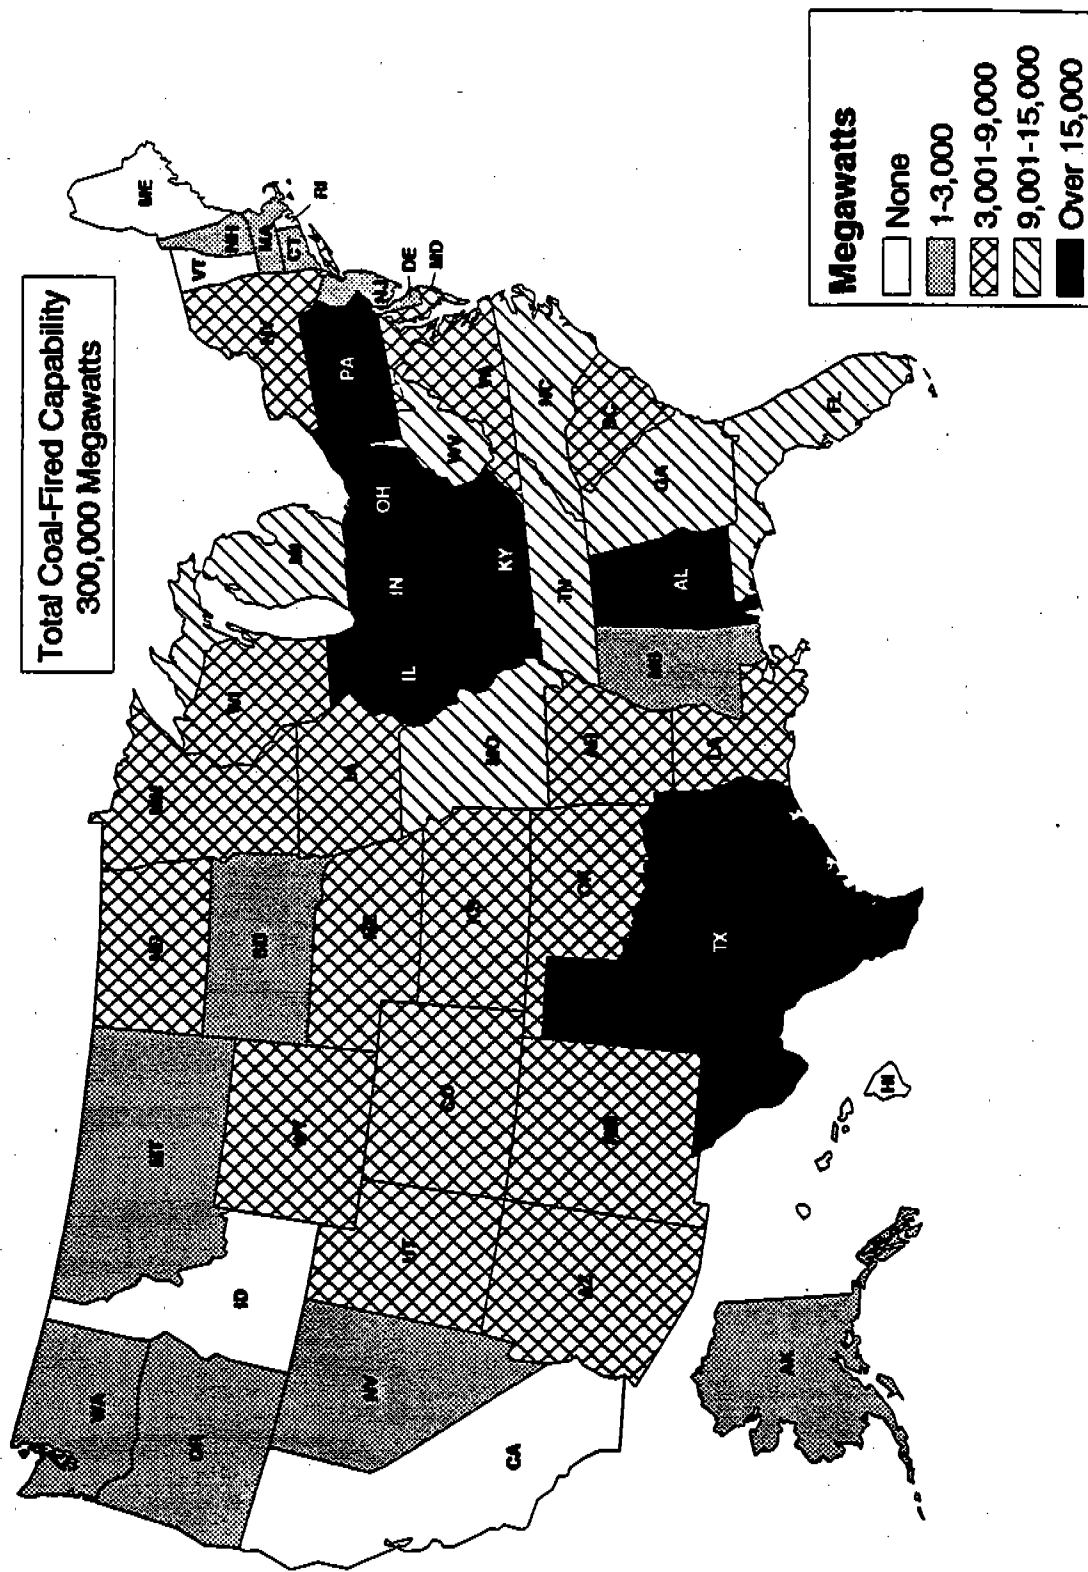 Total Coal-Fired Capability
300,000 Megawatts
WA
OR
CA
NV
ID
MT
WY
UT
AZ
CO
NM
ND
SD
NE
KS
OK
TX
MN
IA
MO
AR
LA
WI
IL
MI
IN
OH
KY
TN
MS
AL
GA
FL
SC
NC
VA
WV
PA
NY
VT
NH
ME
MA
CT
RI
NJ
DE
MD
AK
HI
Megawatts
None
1-3,000
3,001-9,000
9,001-15,000
Over 15,000